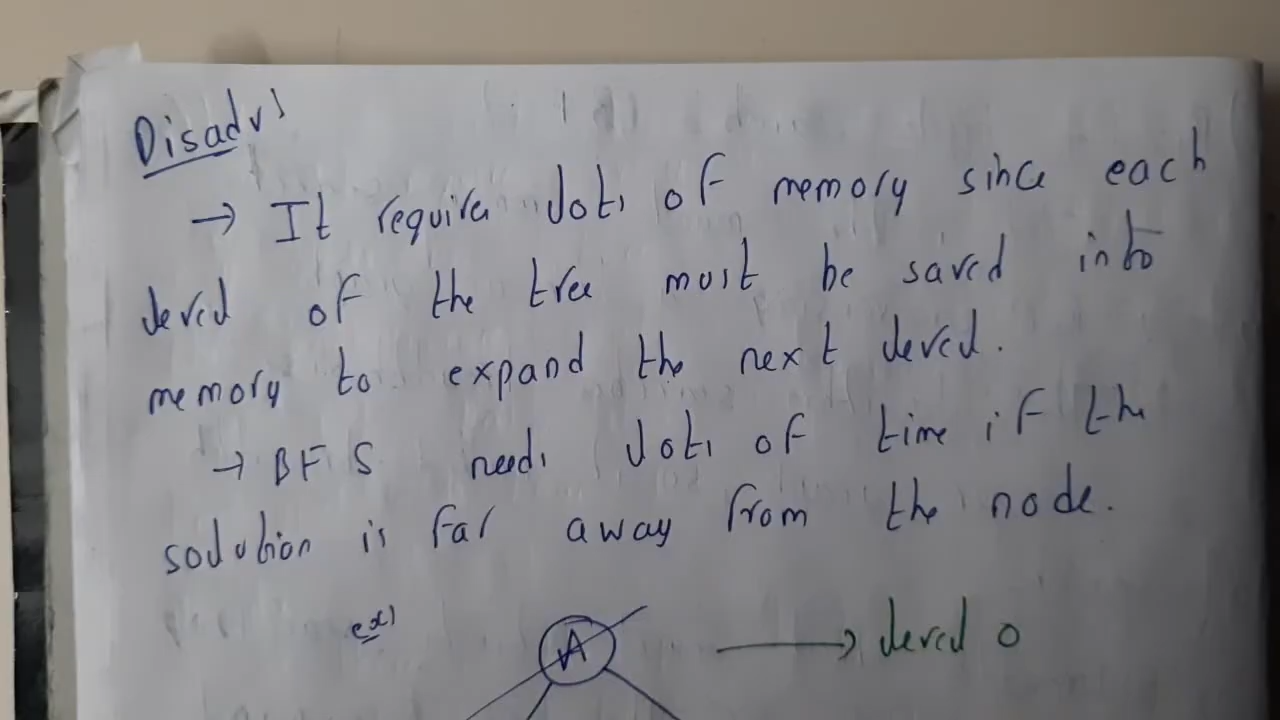 Disadv:
→ It require lots of memory since each
level of the tree must be saved into
memory to expand the next level.
→ BFS needs lots of time if the
solution is far away from the node.
ex)
A → level 0